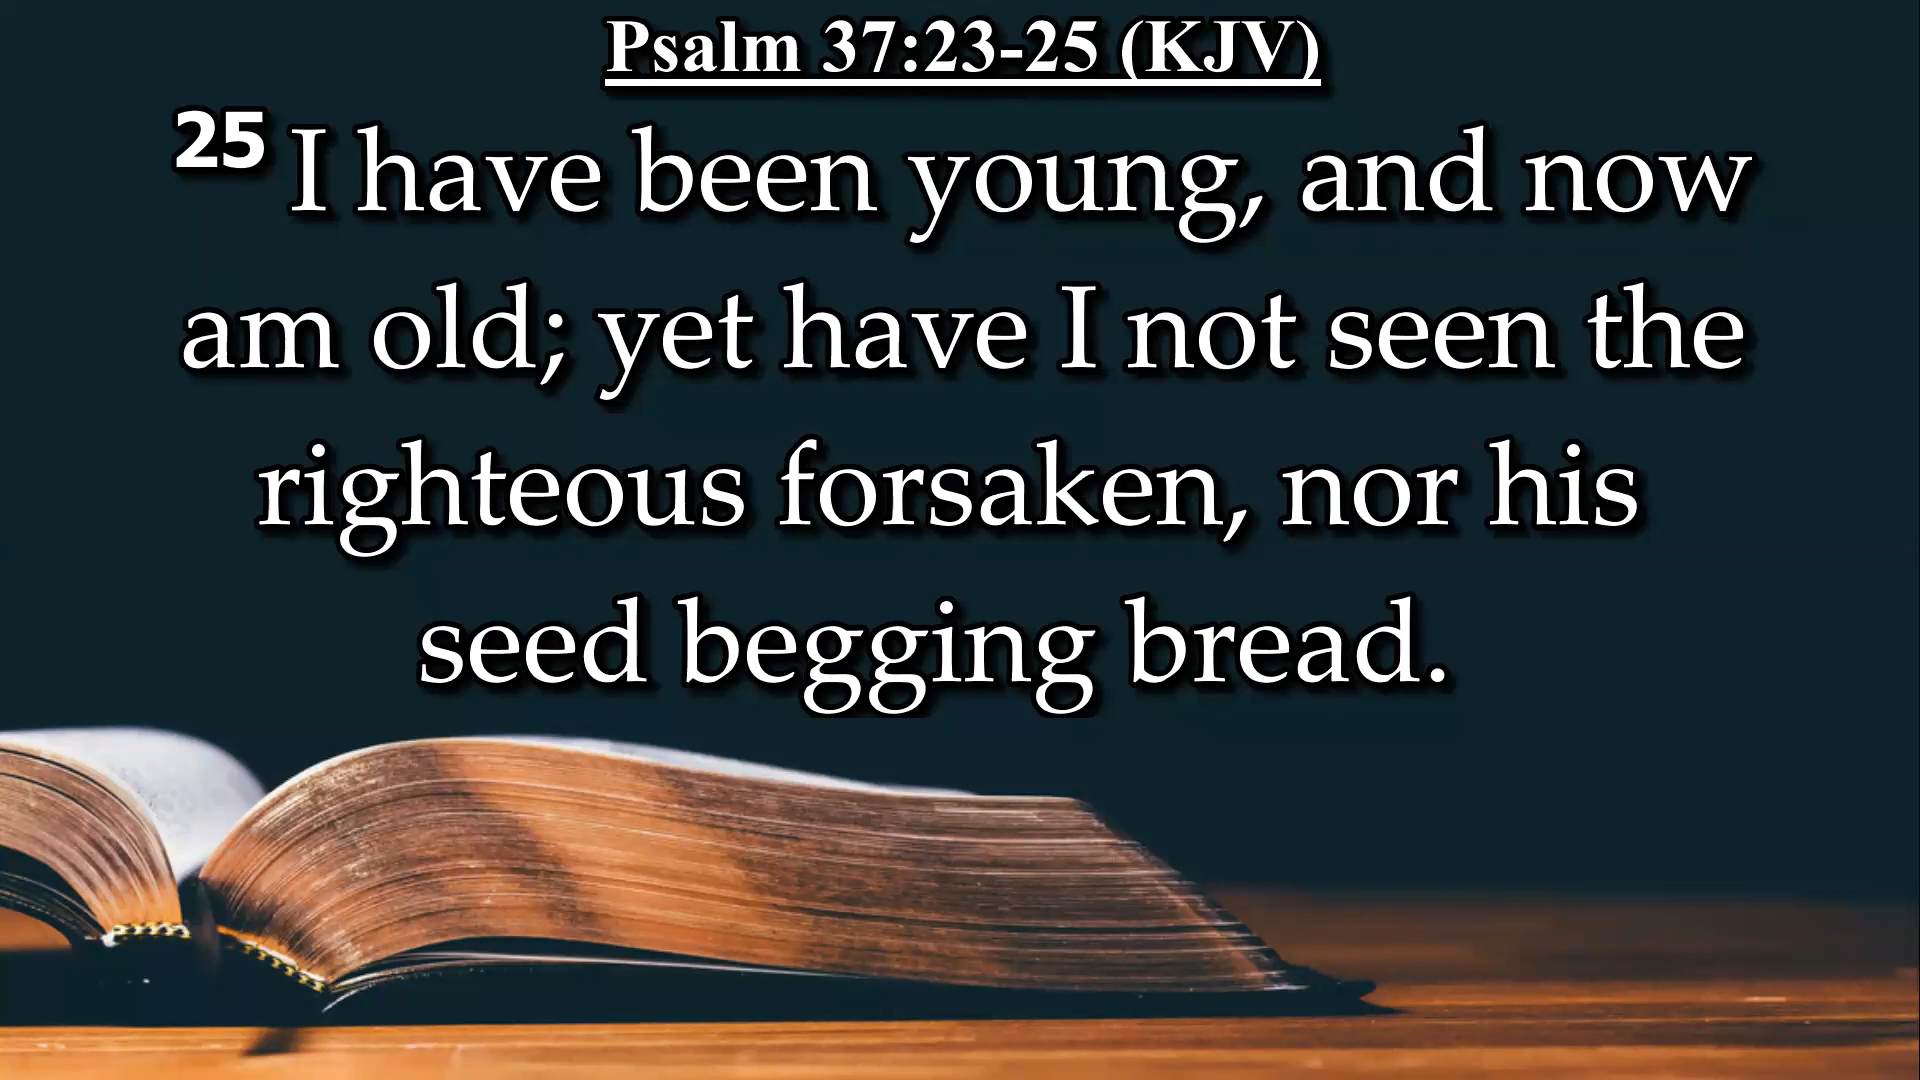 Psalm 37:23-25 (KJV)
25 I have been young, and now
am old; yet have I not seen the
righteous forsaken, nor his
seed begging bread.